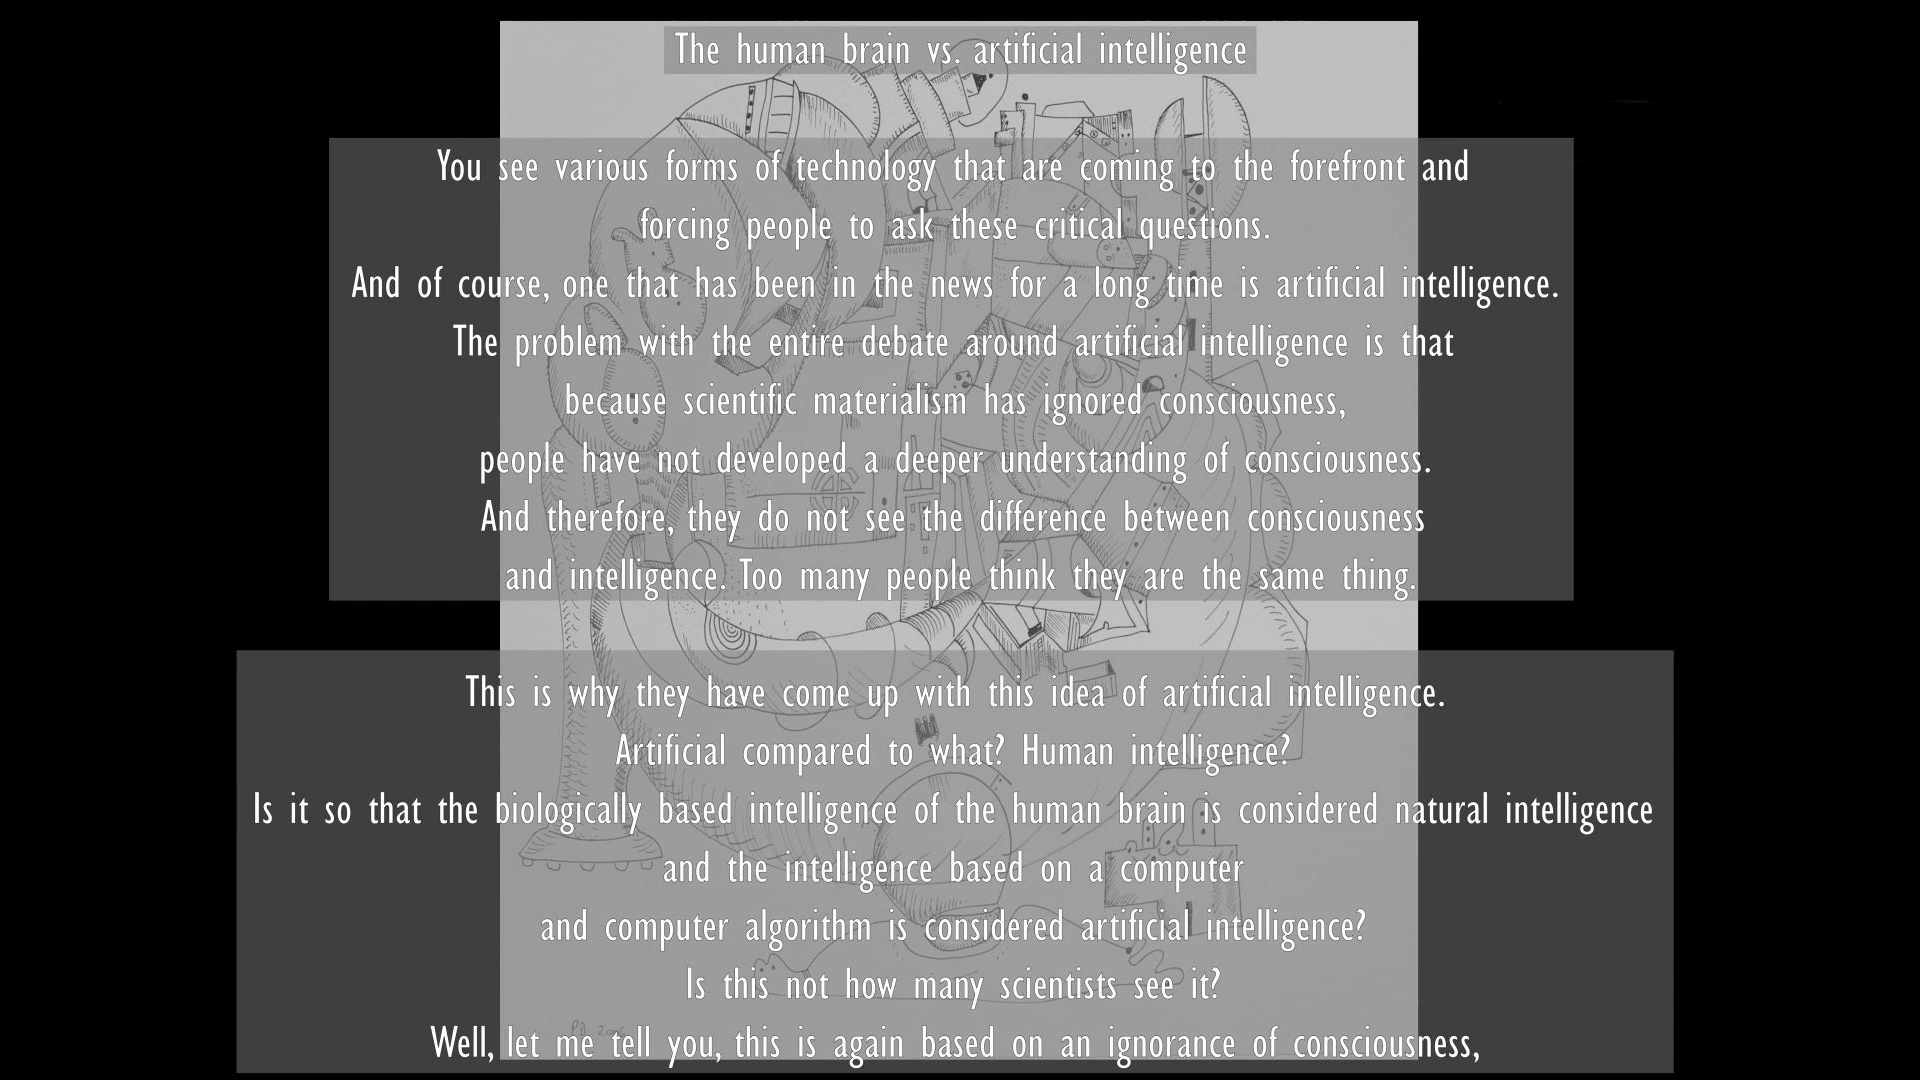 The human brain vs. artificial intelligence
You see various forms of technology that are coming to the forefront and
forcing people to ask these critical questions.
And of course, one that has been in the news for a long time is artificial intelligence.
The problem with the entire debate around artificial intelligence is that
because scientific materialism has ignored consciousness,
people have not developed a deeper understanding of consciousness.
And therefore, they do not see the difference between consciousness
and intelligence. Too many people think they are the same thing.
This is why they have come up with this idea of artificial intelligence.
Artificial compared to what? Human intelligence?
Is it so that the biologically based intelligence of the human brain is considered natural intelligence
and the intelligence based on a computer
and computer algorithm is considered artificial intelligence?
Is this not how many scientists see it?
Well, let me tell you, this is again based on an ignorance of consciousness,